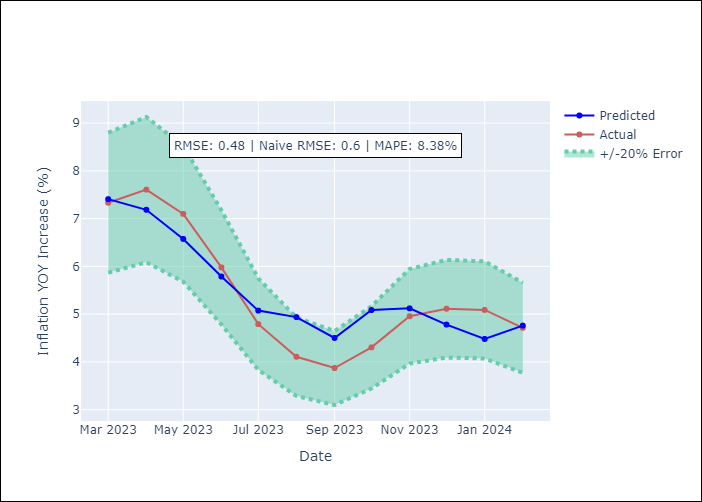 RMSE: 0.48 | Naive RMSE: 0.6 | MAPE: 8.38%
Predicted
Actual
+/-20% Error
Inflation YOY Increase (%)
9
8
7
6
5
4
3
Mar 2023 May 2023 Jul 2023 Sep 2023 Nov 2023 Jan 2024
Date